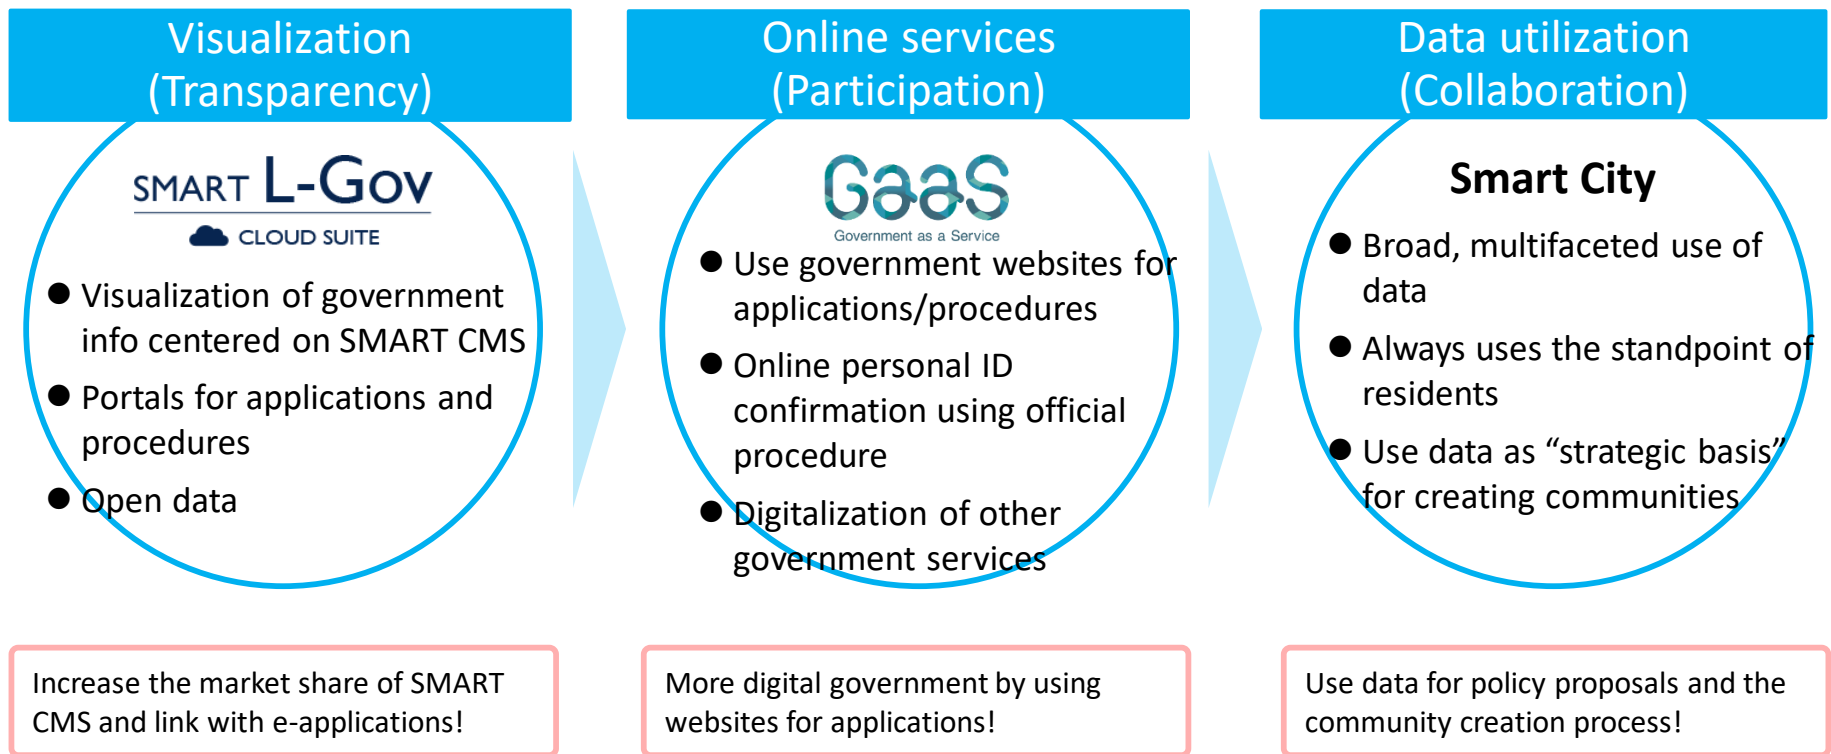 Visualization
(Transparency)
SMART L-Gov
CLOUD SUITE
● Visualization of government
info centered on SMART CMS
● Portals for applications and
procedures
● Open data
Increase the market share of SMART
CMS and link with e-applications!
Online services
(Participation)
GaaS
Government as a Service
● Use government websites for
applications/procedures
● Online personal ID
confirmation using official
procedure
● Digitalization of other
government services
More digital government by using
websites for applications!
Data utilization
(Collaboration)
Smart City
● Broad, multifaceted use of
data
● Always uses the standpoint of
residents
● Use data as “strategic basis”
for creating communities
Use data for policy proposals and the
community creation process!